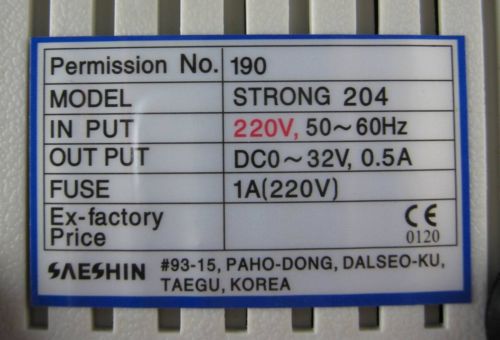 Permission No. 190
MODEL STRONG 204
IN PUT 220V, 50~60Hz
OUT PUT DC0~32V, 0.5A
FUSE 1A(220V)
Ex-factory
Price
CE
0120
SAESHIN #93-15, PAHO-DONG, DALSEO-KU,
TAEGU, KOREA